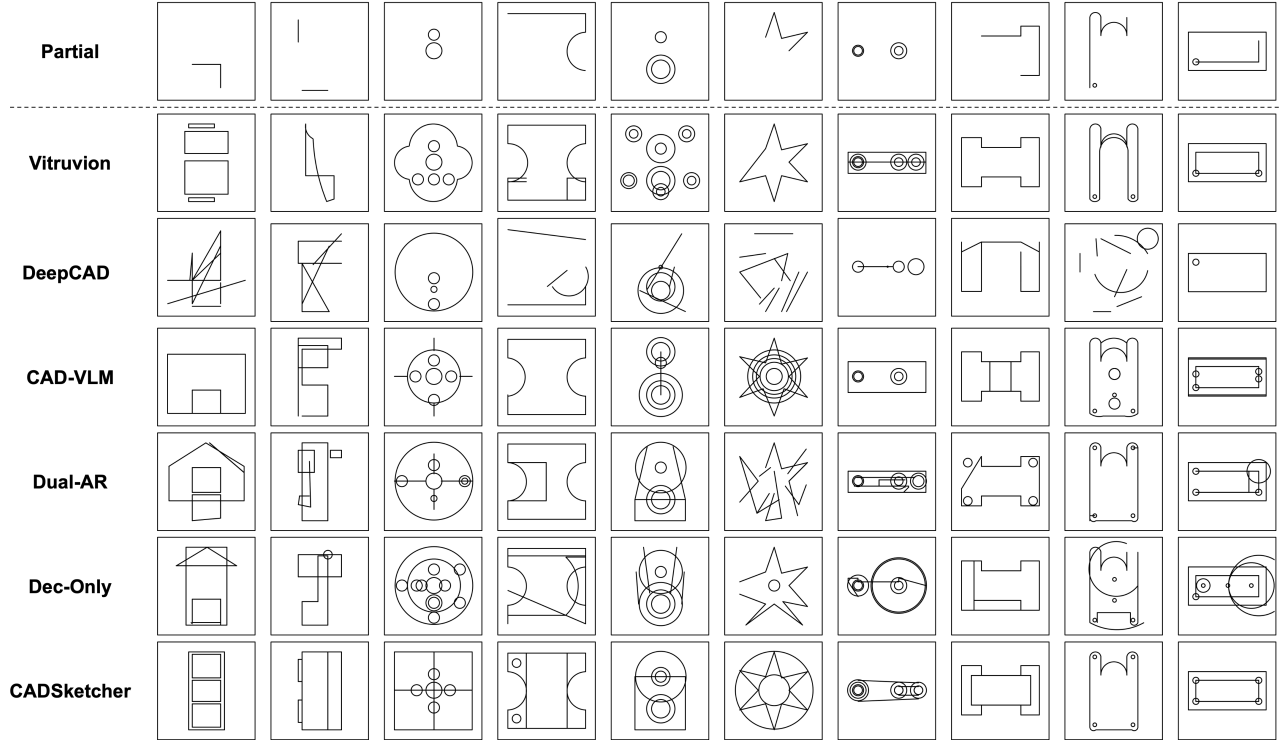 Partial
Vitruvion
DeepCAD
CAD-VLM
Dual-AR
Dec-Only
CADSketcher